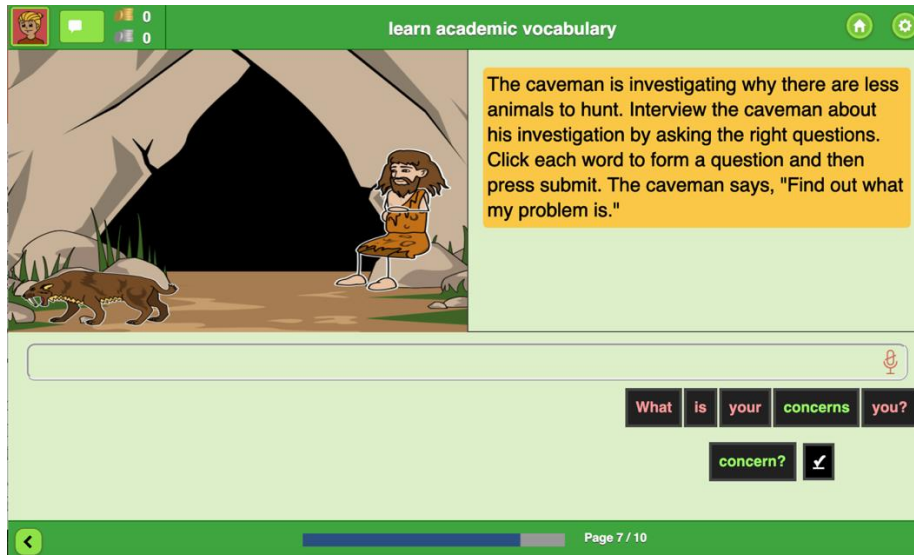 0
0
learn academic vocabulary
The caveman is investigating why there are less
animals to hunt. Interview the caveman about
his investigation by asking the right questions.
Click each word to form a question and then
press submit. The caveman says, "Find out what
my problem is."
What is your concerns you?
concern?
Page 7 / 10